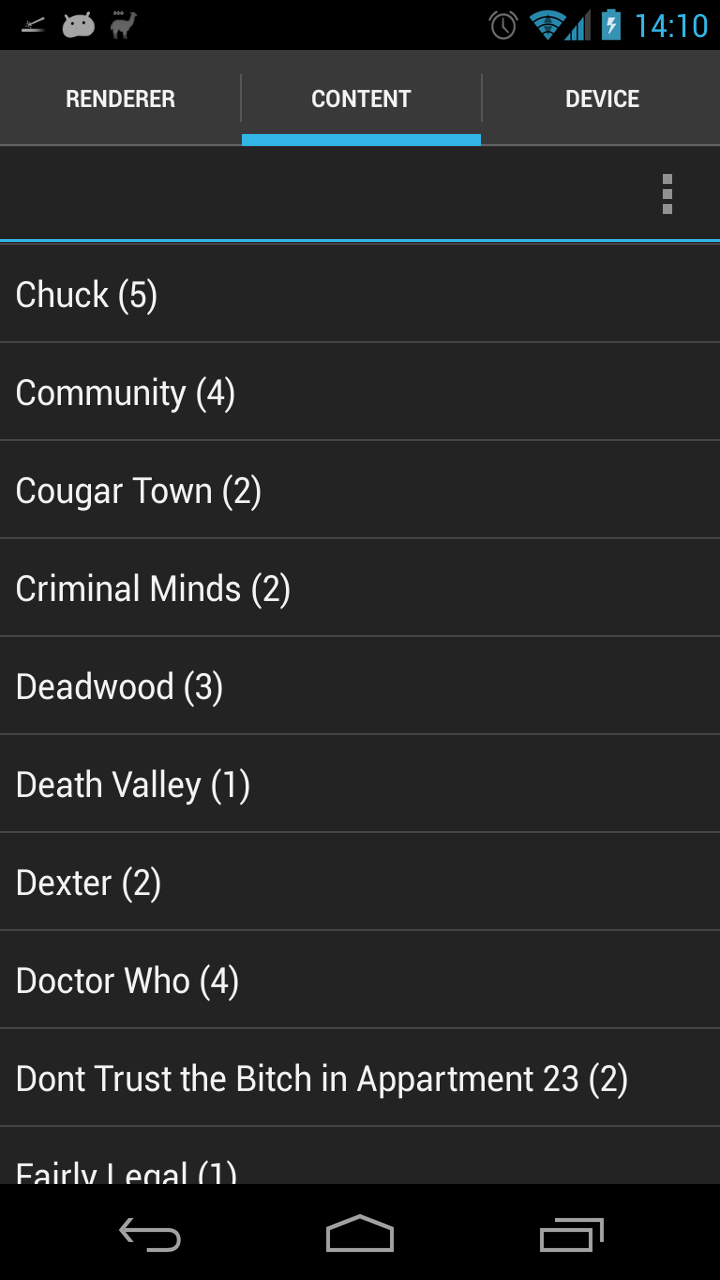 14:10
RENDERER
CONTENT
DEVICE
Chuck (5)
Community (4)
Cougar Town (2)
Criminal Minds (2)
Deadwood (3)
Death Valley (1)
Dexter (2)
Doctor Who (4)
Dont Trust the Bitch in Appartment 23 (2)
Fairly Legal (1)